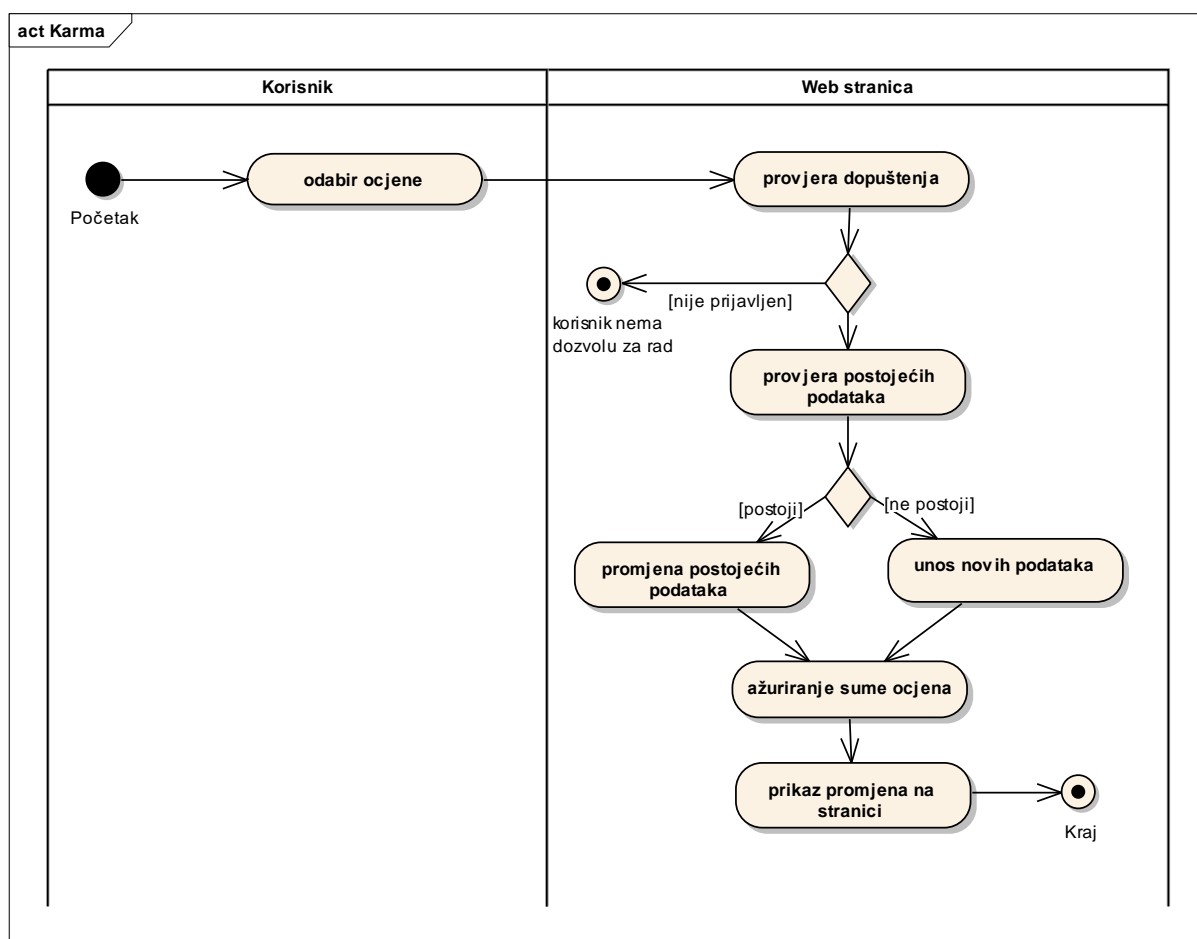 act Karma
Korisnik
Web stranica
odabir ocjene
provjera dopuštenja
Početak
[nije prijavljen]
korisnik nema
dozvolu za rad
provjera postojećih
podataka
[postoji]
[ne postoji]
promjena postojećih
podataka
unos novih podataka
ažuriranje sume ocjena
prikaz promjena na
stranici
Kraj